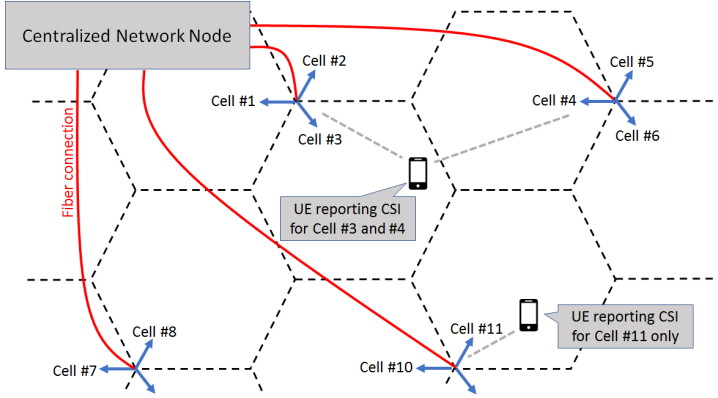 Centralized Network Node
Cell #2
Cell #5
Cell #1
Cell #4
Cell #3
Cell #6
Fiber connection
UE reporting CSI
for Cell #3 and #4
UE reporting CSI
for Cell #11 only
Cell #8
Cell #11
Cell #7
Cell #10